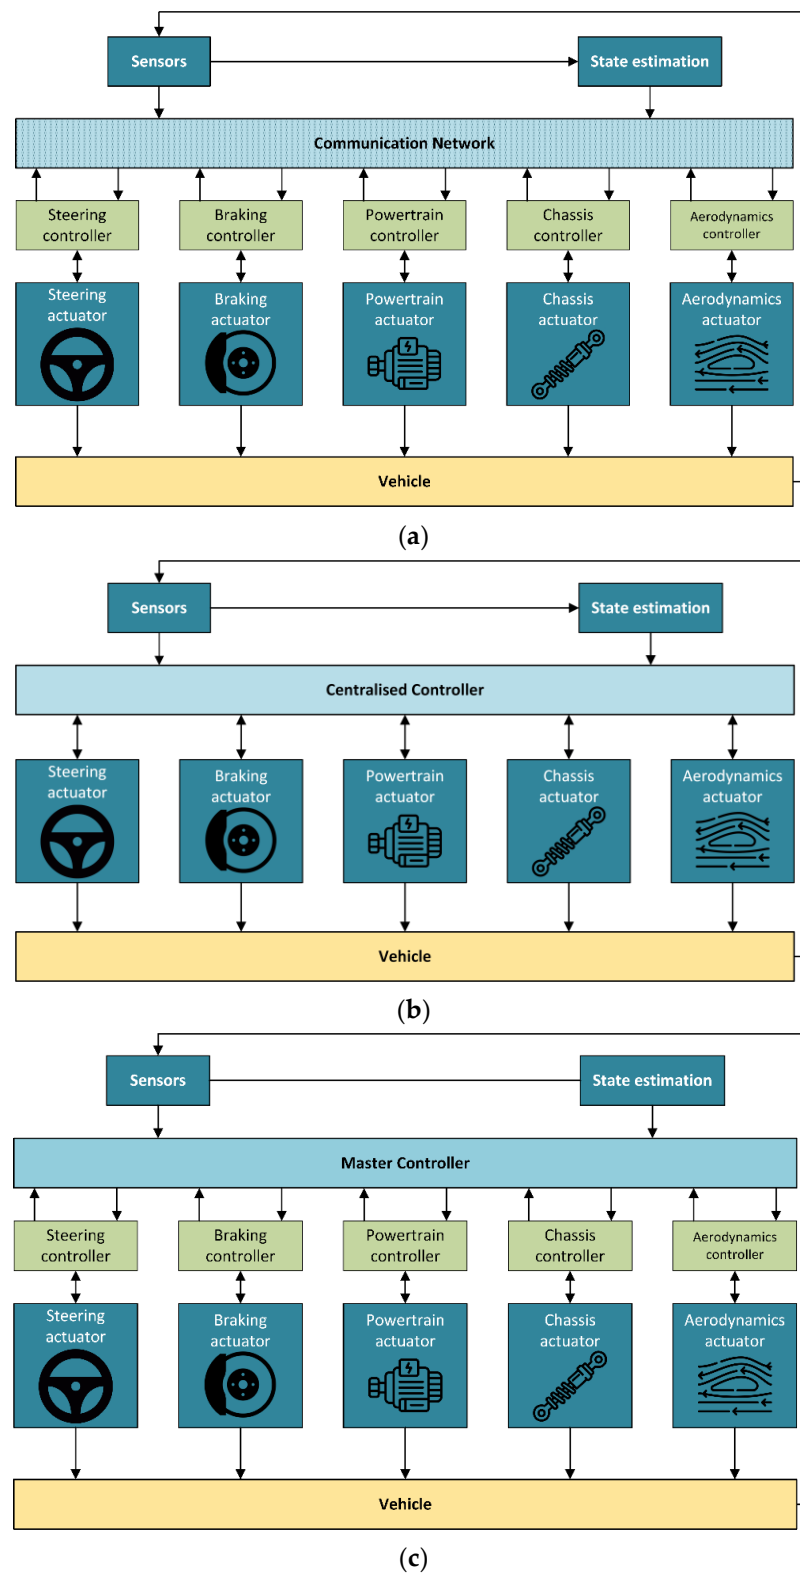 Sensors
State estimation
Communication Network
Steering
controller
Braking
controller
Powertrain
controller
Chassis
controller
Aerodynamics
controller
Steering
actuator
Braking
actuator
Powertrain
actuator
Chassis
actuator
Aerodynamics
actuator
Vehicle
(a)
Sensors
State estimation
Centralised Controller
Steering
actuator
Braking
actuator
Powertrain
actuator
Chassis
actuator
Aerodynamics
actuator
Vehicle
(b)
Sensors
State estimation
Master Controller
Steering
controller
Braking
controller
Powertrain
controller
Chassis
controller
Aerodynamics
controller
Steering
actuator
Braking
actuator
Powertrain
actuator
Chassis
actuator
Aerodynamics
actuator
Vehicle
(c)